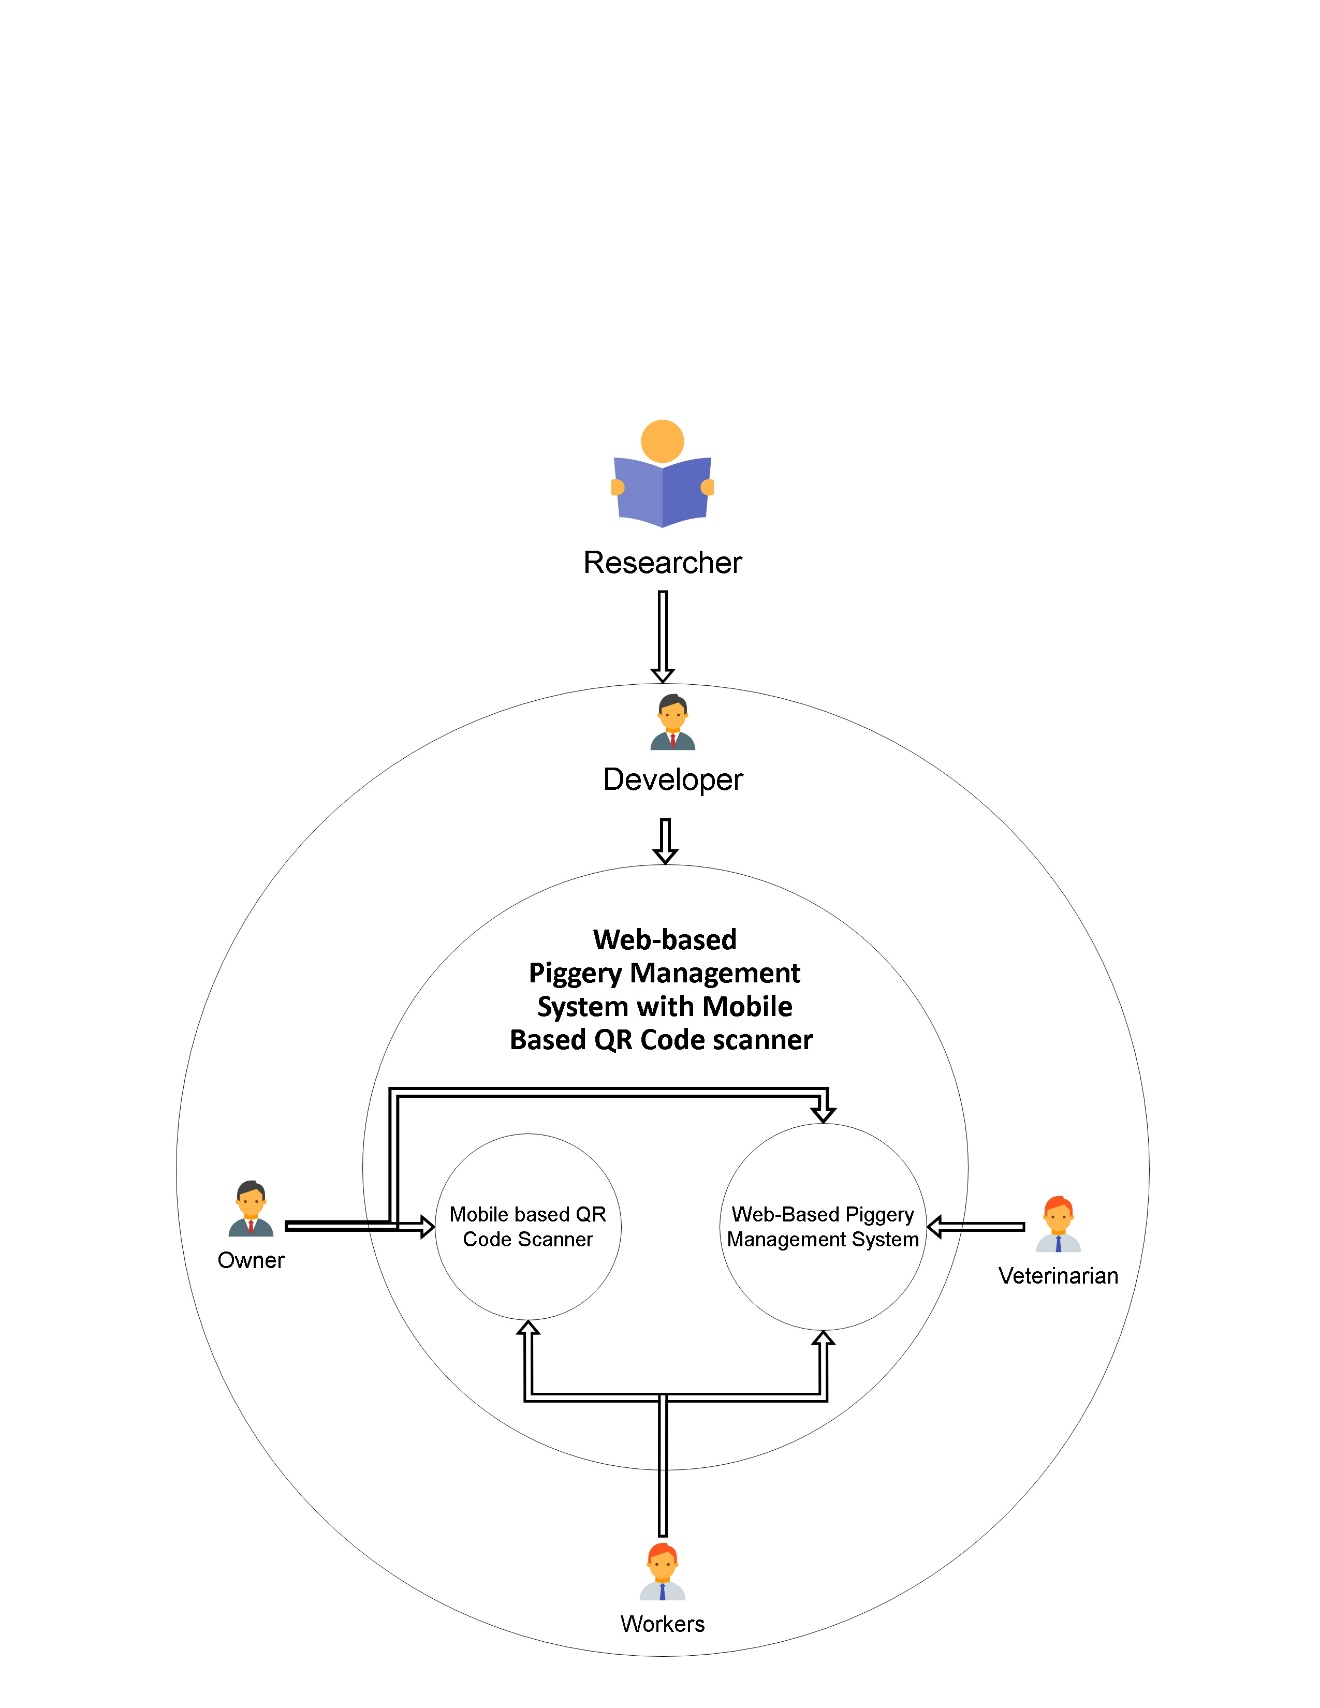 Researcher
Developer
Web-based
Piggery Management
System with Mobile
Based QR Code scanner
Mobile based QR
Code Scanner
Web-Based Piggery
Management System
Owner
Veterinarian
Workers